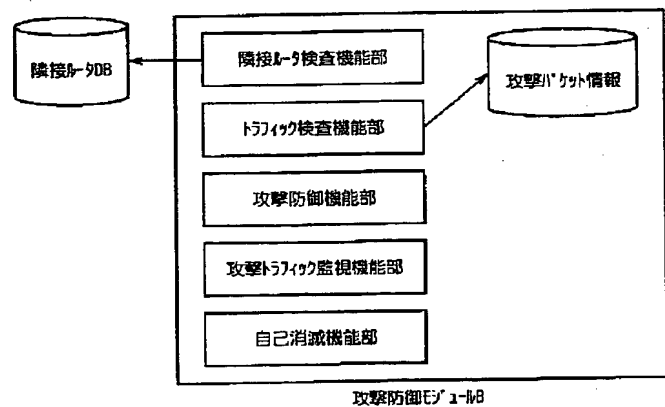 隣接ルータDB
隣接ルータ検査機能部
攻撃パケット情報
トラフィック検査機能部
攻撃防御機能部
攻撃トラフィック監視機能部
自己消滅機能部
攻撃防御モジュールB